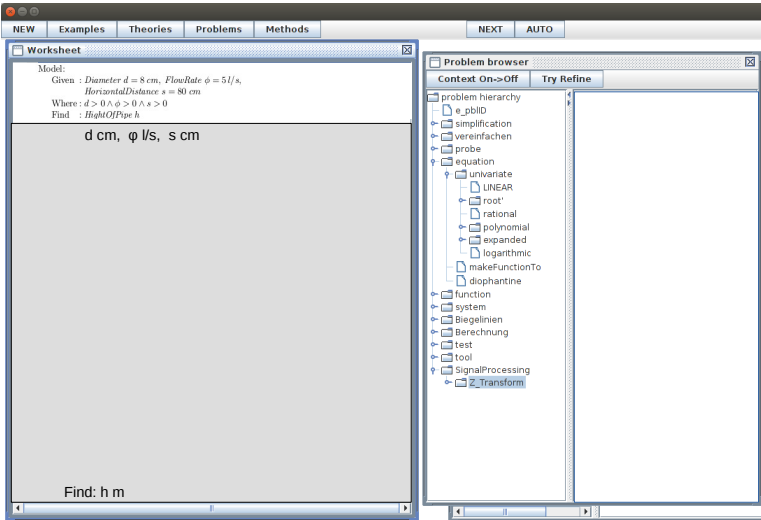 NEW Examples Theories Problems Methods NEXT AUTO
Worksheet
Model:
Given : Diameter d = 8 cm, FlowRate ϕ = 5 l/s,
HorizontalDistance s = 80 cm
Where : d > 0 ∧ ϕ > 0 ∧ s > 0
Find : HightOfPipe h
d cm, φ l/s, s cm
Find: h m
Problem browser
Context On->Off Try Refine
problem hierarchy
e_pblID
simplification
vereinfachen
probe
equation
univariate
LINEAR
root'
rational
polynomial
expanded
logarithmic
makeFunctionTo
diophantine
function
system
Biegelinien
Berechnung
test
tool
SignalProcessing
Z_Transform